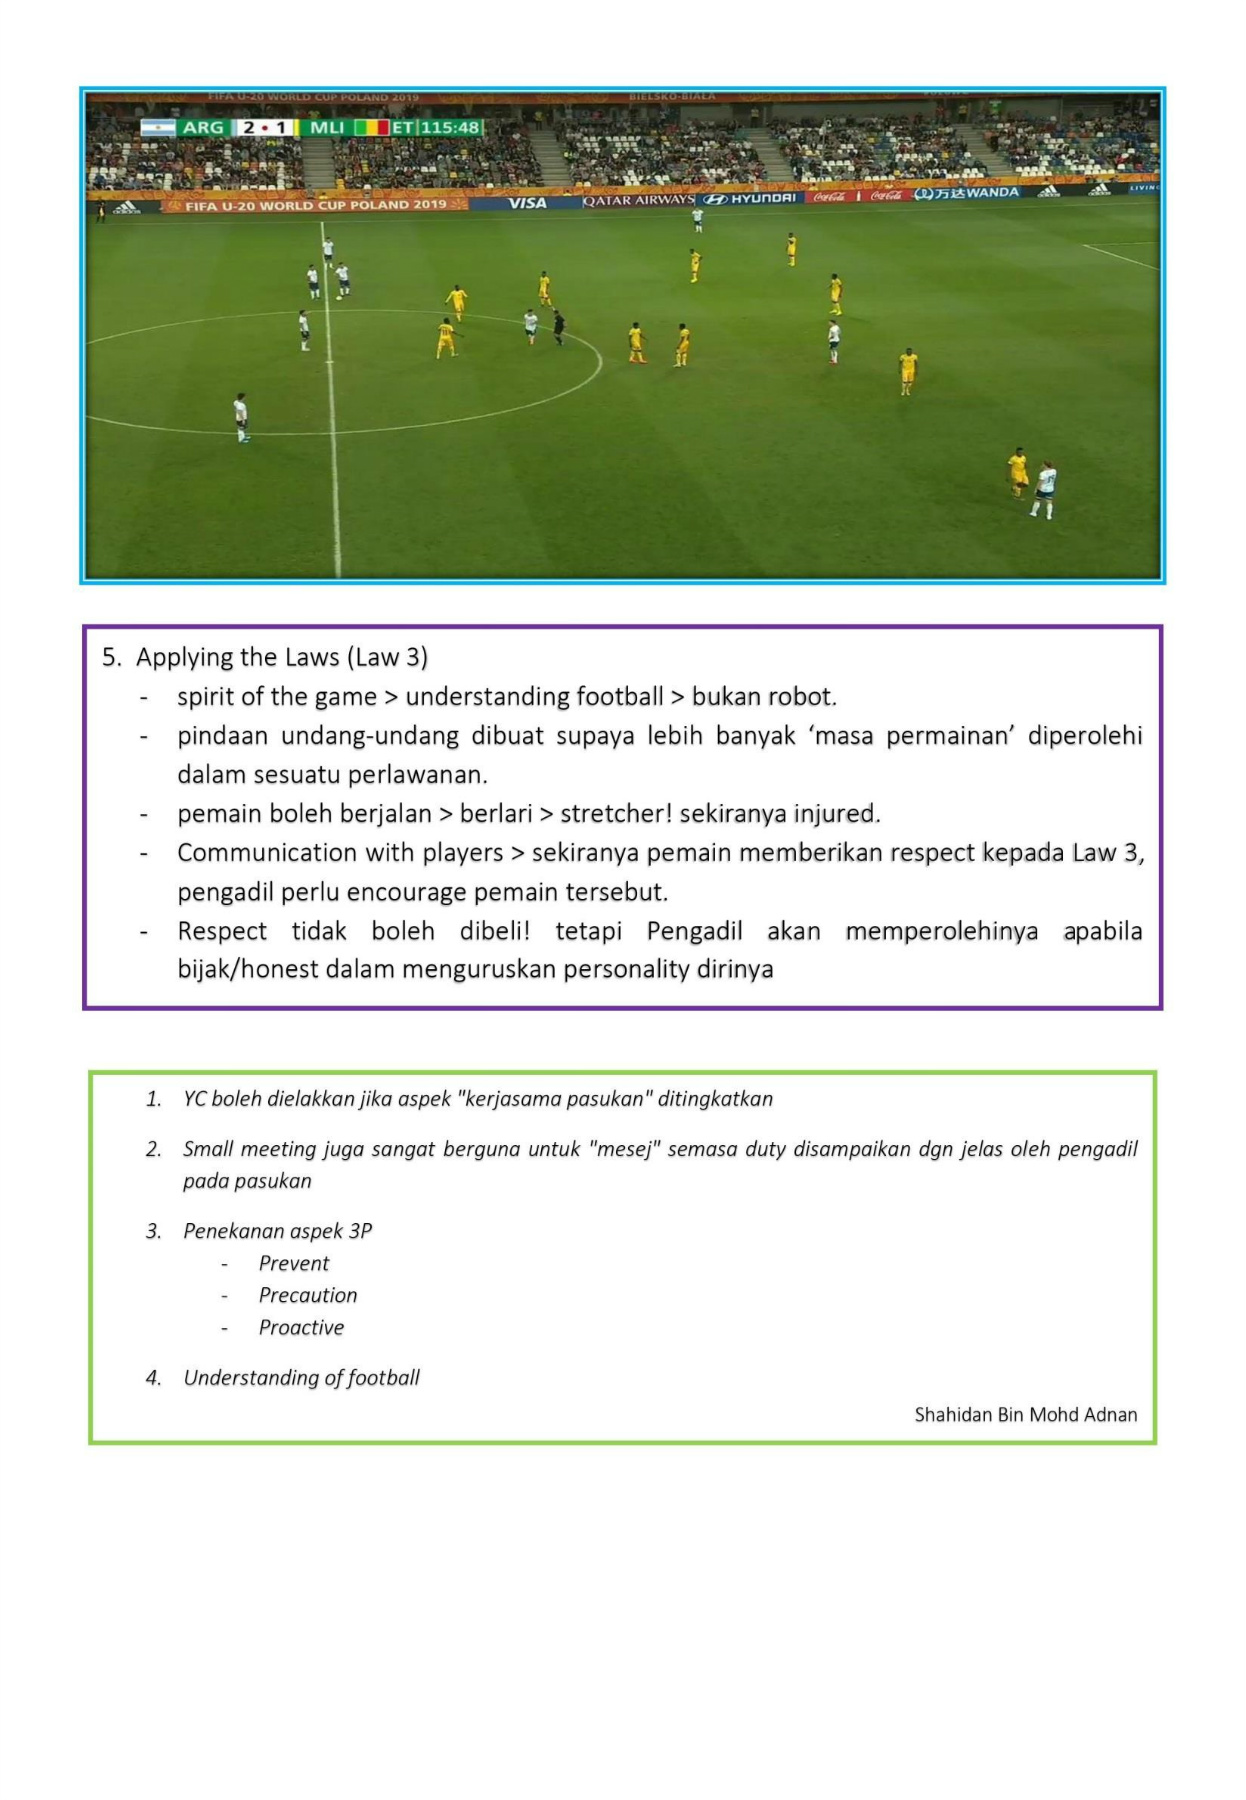 FIFA U-20 WORLD CUP POLAND 2019 BIELSKO-BIAŁA
ARG 2 • 1 MLI ET 115:48
adidas FIFA U-20 WORLD CUP POLAND 2019 VISA QATAR AIRWAYS HYUNDAI Coca-Cola Coca-Cola 万达WANDA adidas adidas LIVING
5. Applying the Laws (Law 3)
- spirit of the game > understanding football > bukan robot.
- pindaan undang-undang dibuat supaya lebih banyak ‘masa permainan’ diperolehi
dalam sesuatu perlawanan.
- pemain boleh berjalan > berlari > stretcher! sekiranya injured.
- Communication with players > sekiranya pemain memberikan respect kepada Law 3,
pengadil perlu encourage pemain tersebut.
- Respect tidak boleh dibeli! tetapi Pengadil akan memperolehinya apabila
bijak/honest dalam menguruskan personality dirinya
1. YC boleh dielakkan jika aspek "kerjasama pasukan" ditingkatkan
2. Small meeting juga sangat berguna untuk "mesej" semasa duty disampaikan dgn jelas oleh pengadil
pada pasukan
3. Penekanan aspek 3P
- Prevent
- Precaution
- Proactive
4. Understanding of football
Shahidan Bin Mohd Adnan